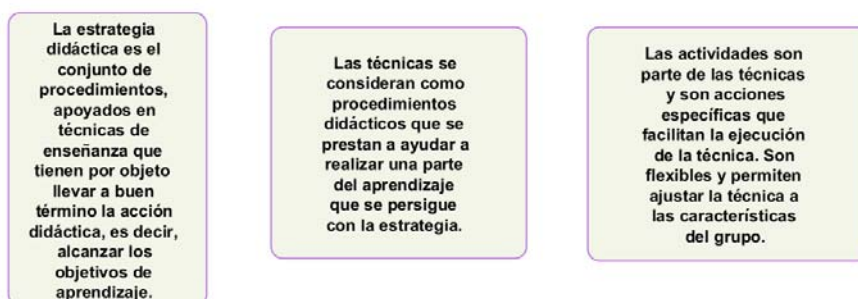 La estrategia
didáctica es el
conjunto de
procedimientos,
apoyados en
técnicas de
enseñanza que
tienen por objeto
llevar a buen
término la acción
didáctica, es decir,
alcanzar los
objetivos de
aprendizaje.
Las técnicas se
consideran como
procedimientos
didácticos que se
prestan a ayudar a
realizar una parte
del aprendizaje
que se persigue
con la estrategia.
Las actividades son
parte de las técnicas
y son acciones
específicas que
facilitan la ejecución
de la técnica. Son
flexibles y permiten
ajustar la técnica a
las características
del grupo.